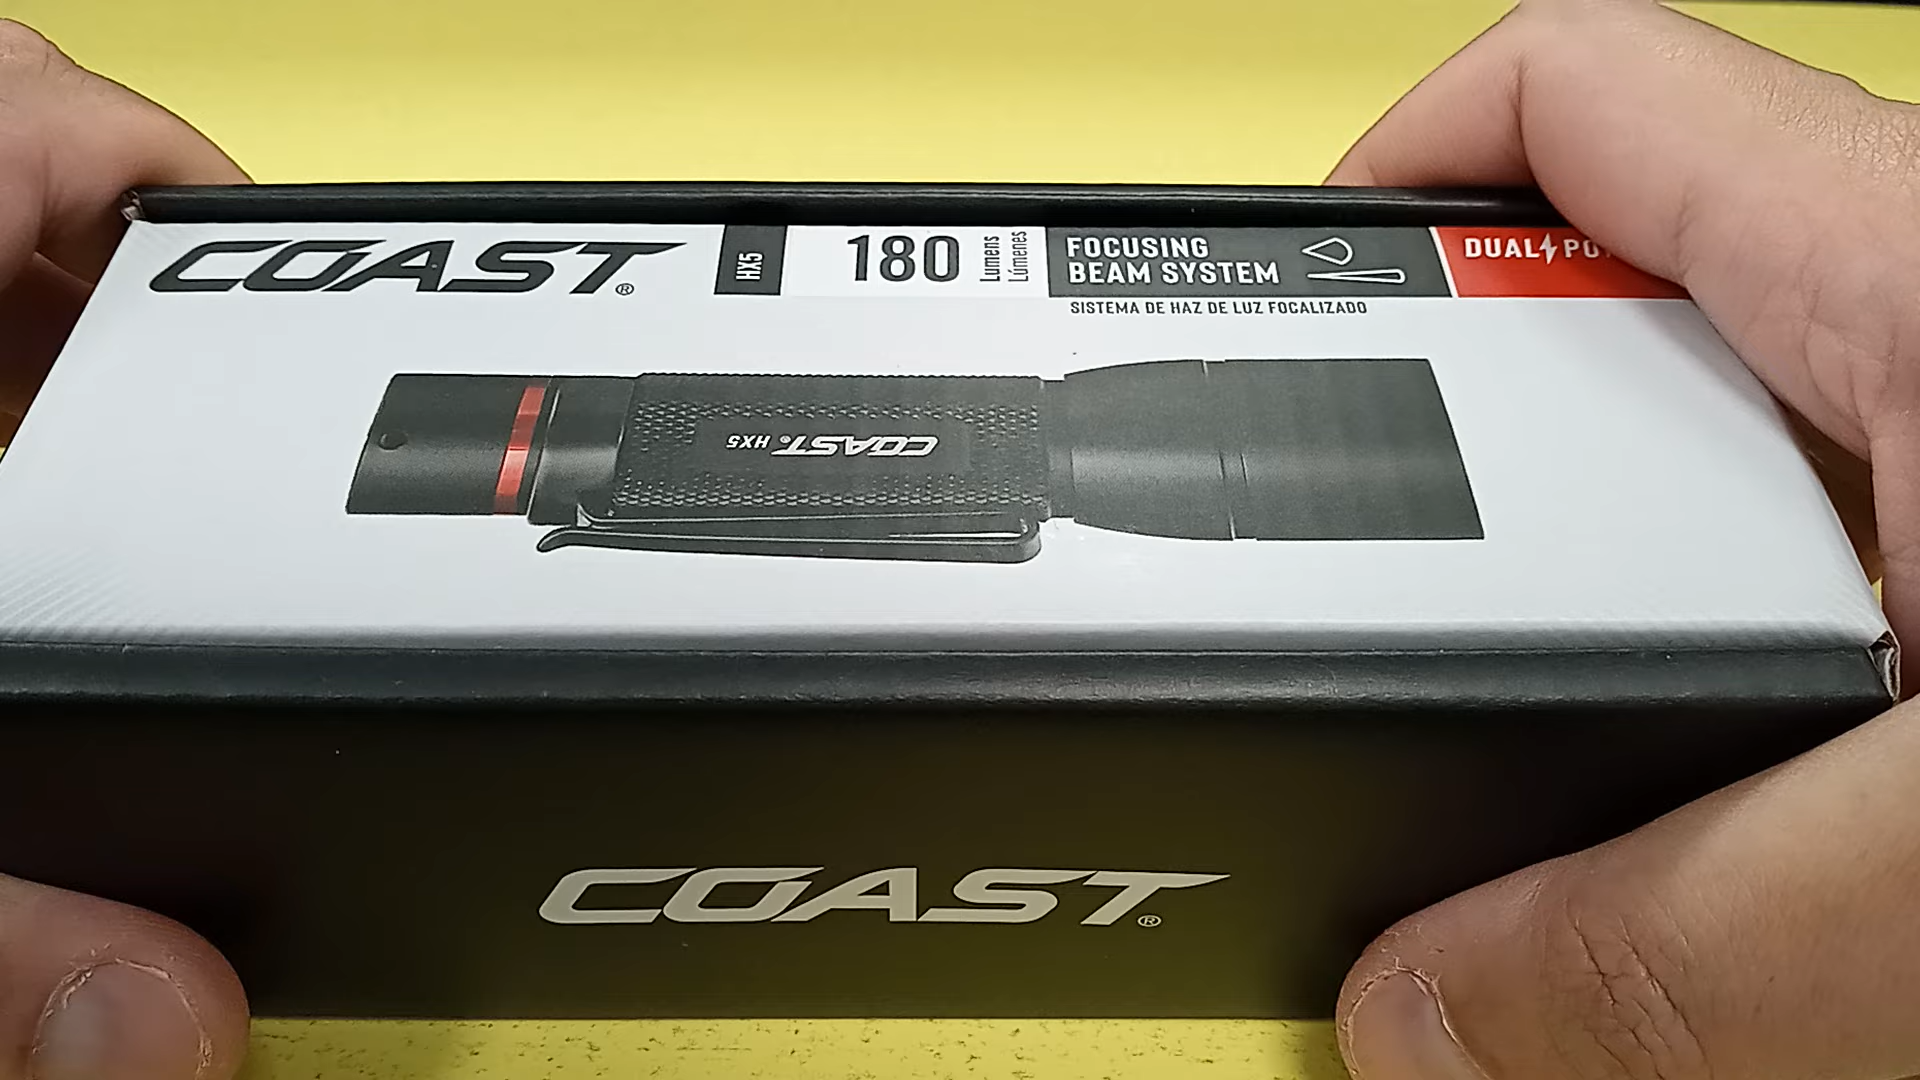 COAST®
HX5
180
Lumens
Lúmenes
FOCUSING
BEAM SYSTEM
DUAL
SISTEMA DE HAZ DE LUZ FOCALIZADO
COAST® HX5
COAST®